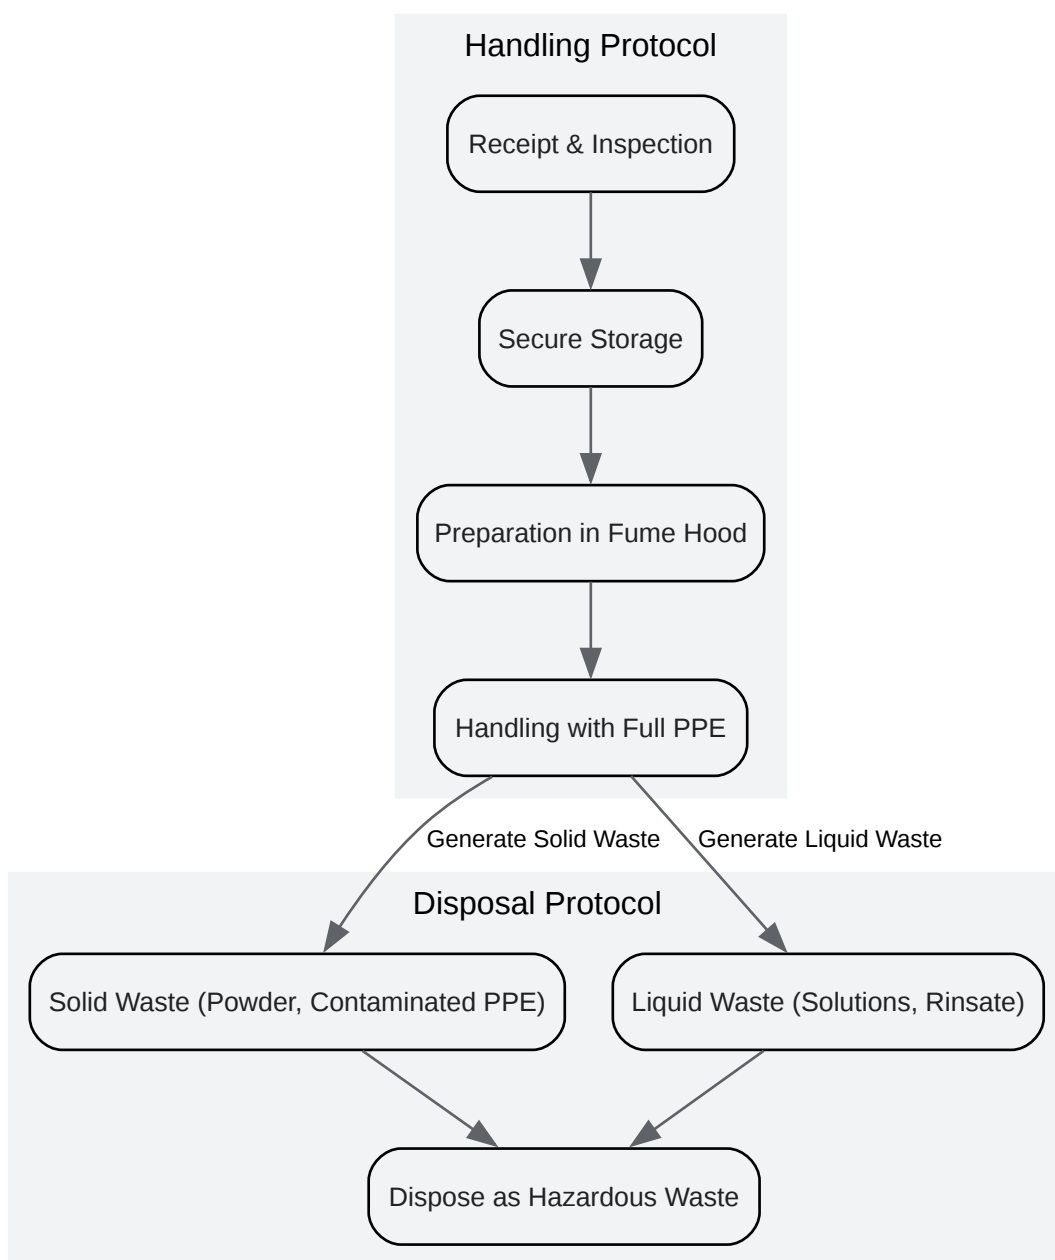 Handling Protocol
Receipt & Inspection
Secure Storage
Preparation in Fume Hood
Handling with Full PPE
Generate Solid Waste
Generate Liquid Waste
Disposal Protocol
Solid Waste (Powder, Contaminated PPE)
Liquid Waste (Solutions, Rinsate)
Dispose as Hazardous Waste